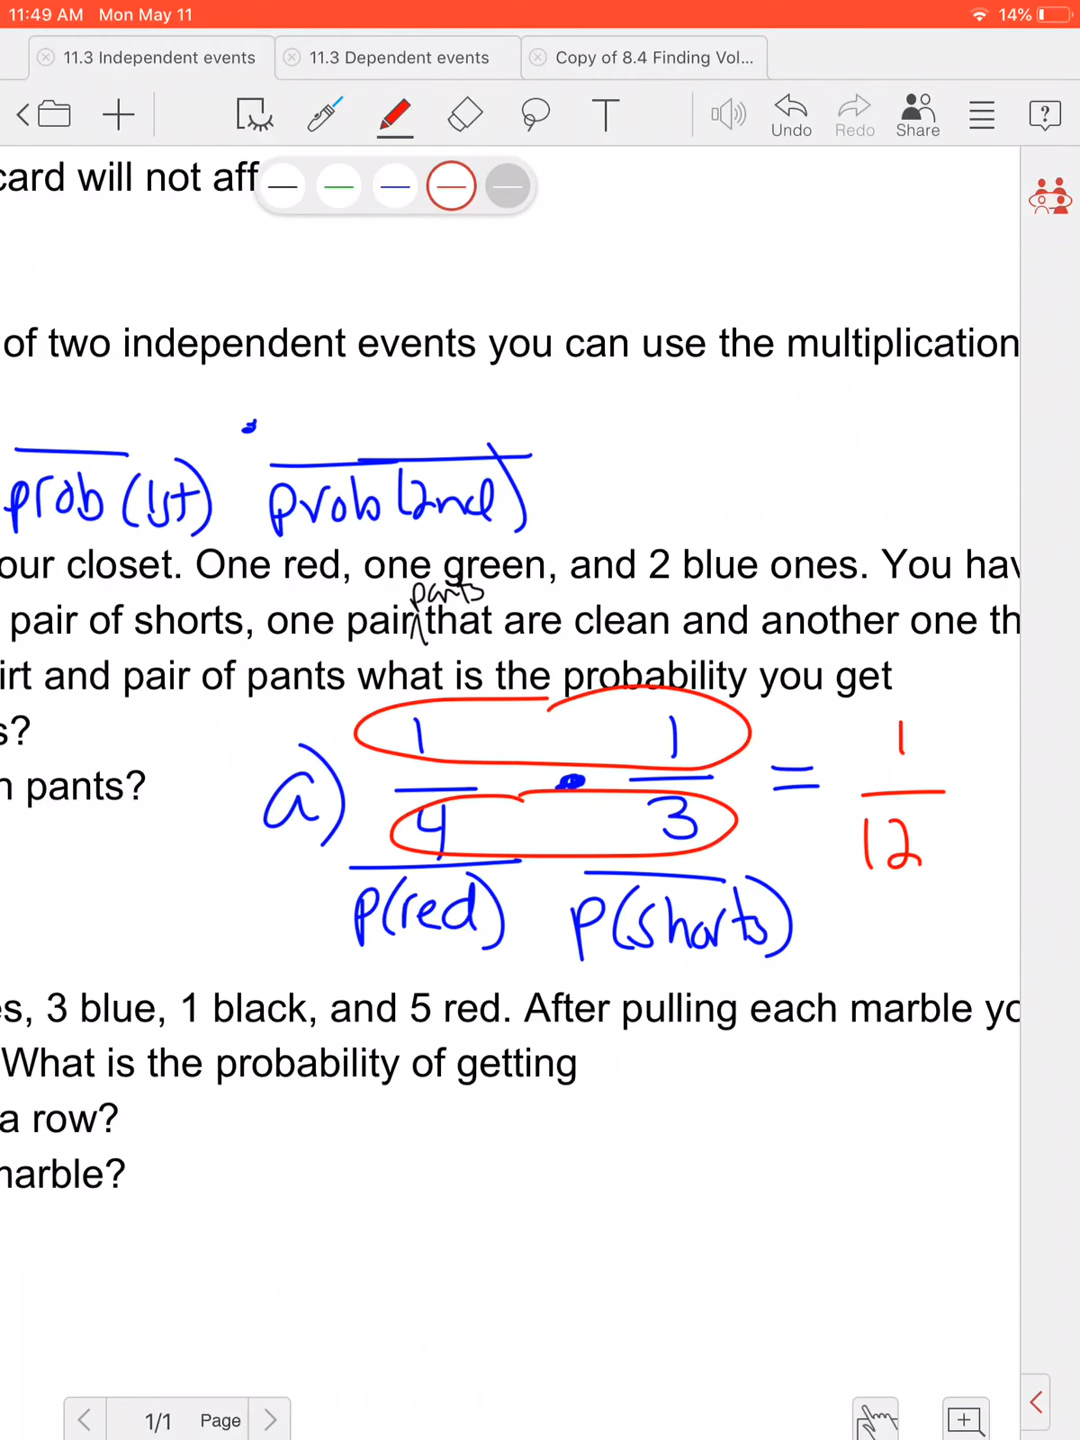 11:49 AM Mon May 11 14%
11.3 Independent events 11.3 Dependent events Copy of 8.4 Finding Vol...
T Undo Redo Share ?
card will not aff
of two independent events you can use the multiplication
prob (1st) prob (2nd)
our closet. One red, one green, and 2 blue ones. You hav
pants
pair of shorts, one pair that are clean and another one th
irt and pair of pants what is the probability you get
s?
n pants?
a) 1/4 · 1/3 = 1/12
p(red) p(shorts)
s, 3 blue, 1 black, and 5 red. After pulling each marble yo
What is the probability of getting
a row?
marble?
1/1 Page